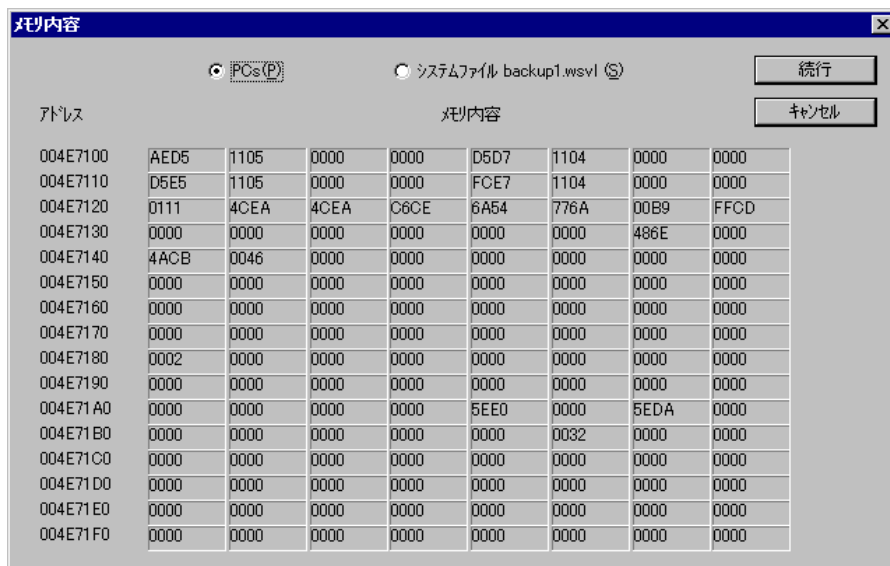 メモリ内容
PCs(P) システムファイル backup1.wsvl (S) 続行
アドレス メモリ内容 キャンセル
004E7100 AED5 1105 0000 0000 D5D7 1104 0000 0000
004E7110 D5E5 1105 0000 0000 FCE7 1104 0000 0000
004E7120 0111 4CEA 4CEA C6CE 6A54 776A 00B9 FFCD
004E7130 0000 0000 0000 0000 0000 0000 486E 0000
004E7140 4ACB 0046 0000 0000 0000 0000 0000 0000
004E7150 0000 0000 0000 0000 0000 0000 0000 0000
004E7160 0000 0000 0000 0000 0000 0000 0000 0000
004E7170 0000 0000 0000 0000 0000 0000 0000 0000
004E7180 0002 0000 0000 0000 0000 0000 0000 0000
004E7190 0000 0000 0000 0000 0000 0000 0000 0000
004E71A0 0000 0000 0000 0000 5EE0 0000 5EDA 0000
004E71B0 0000 0000 0000 0000 0000 0032 0000 0000
004E71C0 0000 0000 0000 0000 0000 0000 0000 0000
004E71D0 0000 0000 0000 0000 0000 0000 0000 0000
004E71E0 0000 0000 0000 0000 0000 0000 0000 0000
004E71F0 0000 0000 0000 0000 0000 0000 0000 0000